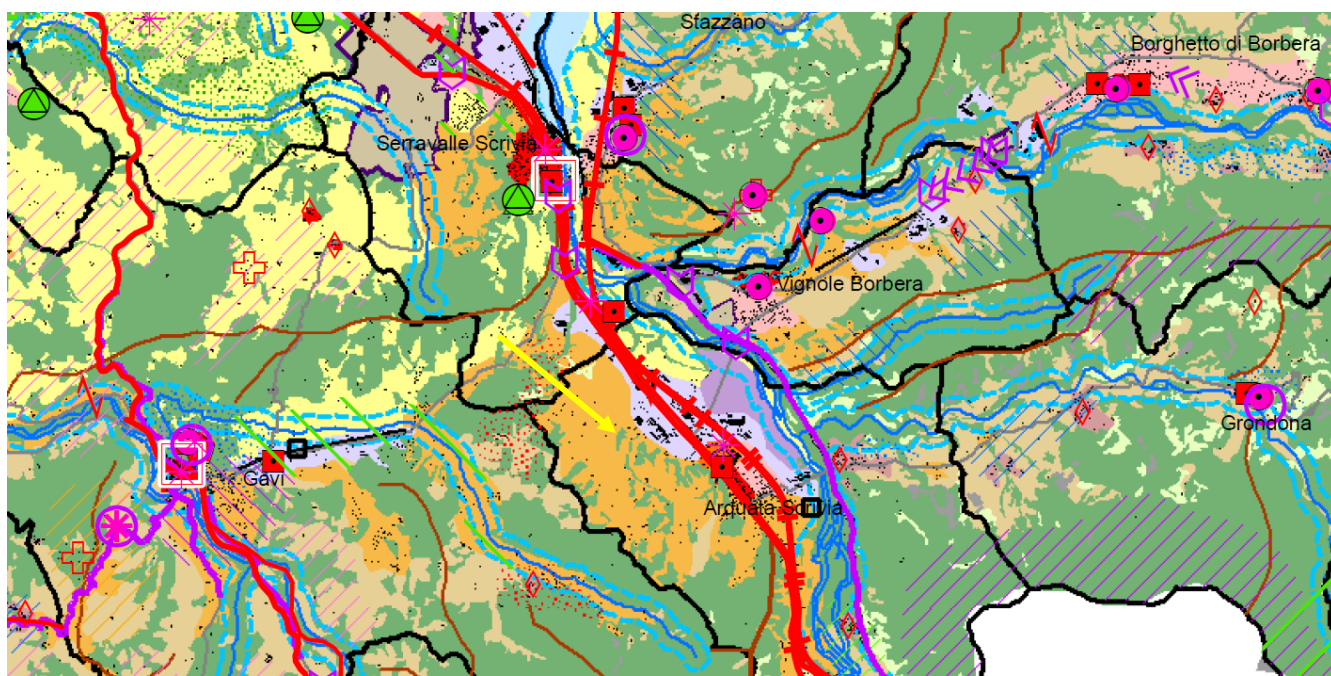 Sfazzano
Borghetto di Borbera
Serravalle Scrivia
Vignole Borbera
Grondona
Gavi
Arquata Scrivia